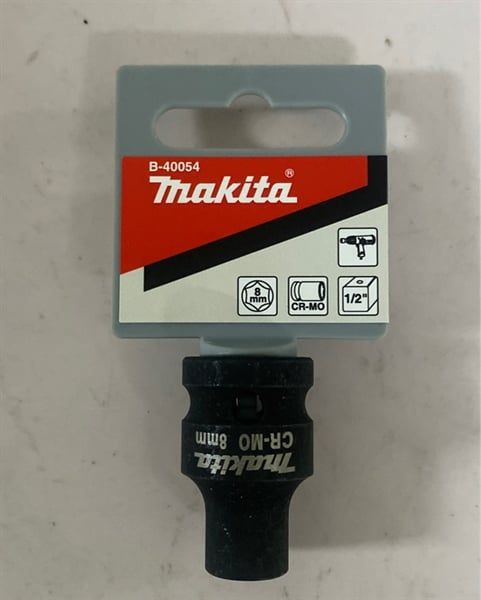 B-40054
makita®
8
mm
CR-MO
1/2"
makita
CR-MO 8mm